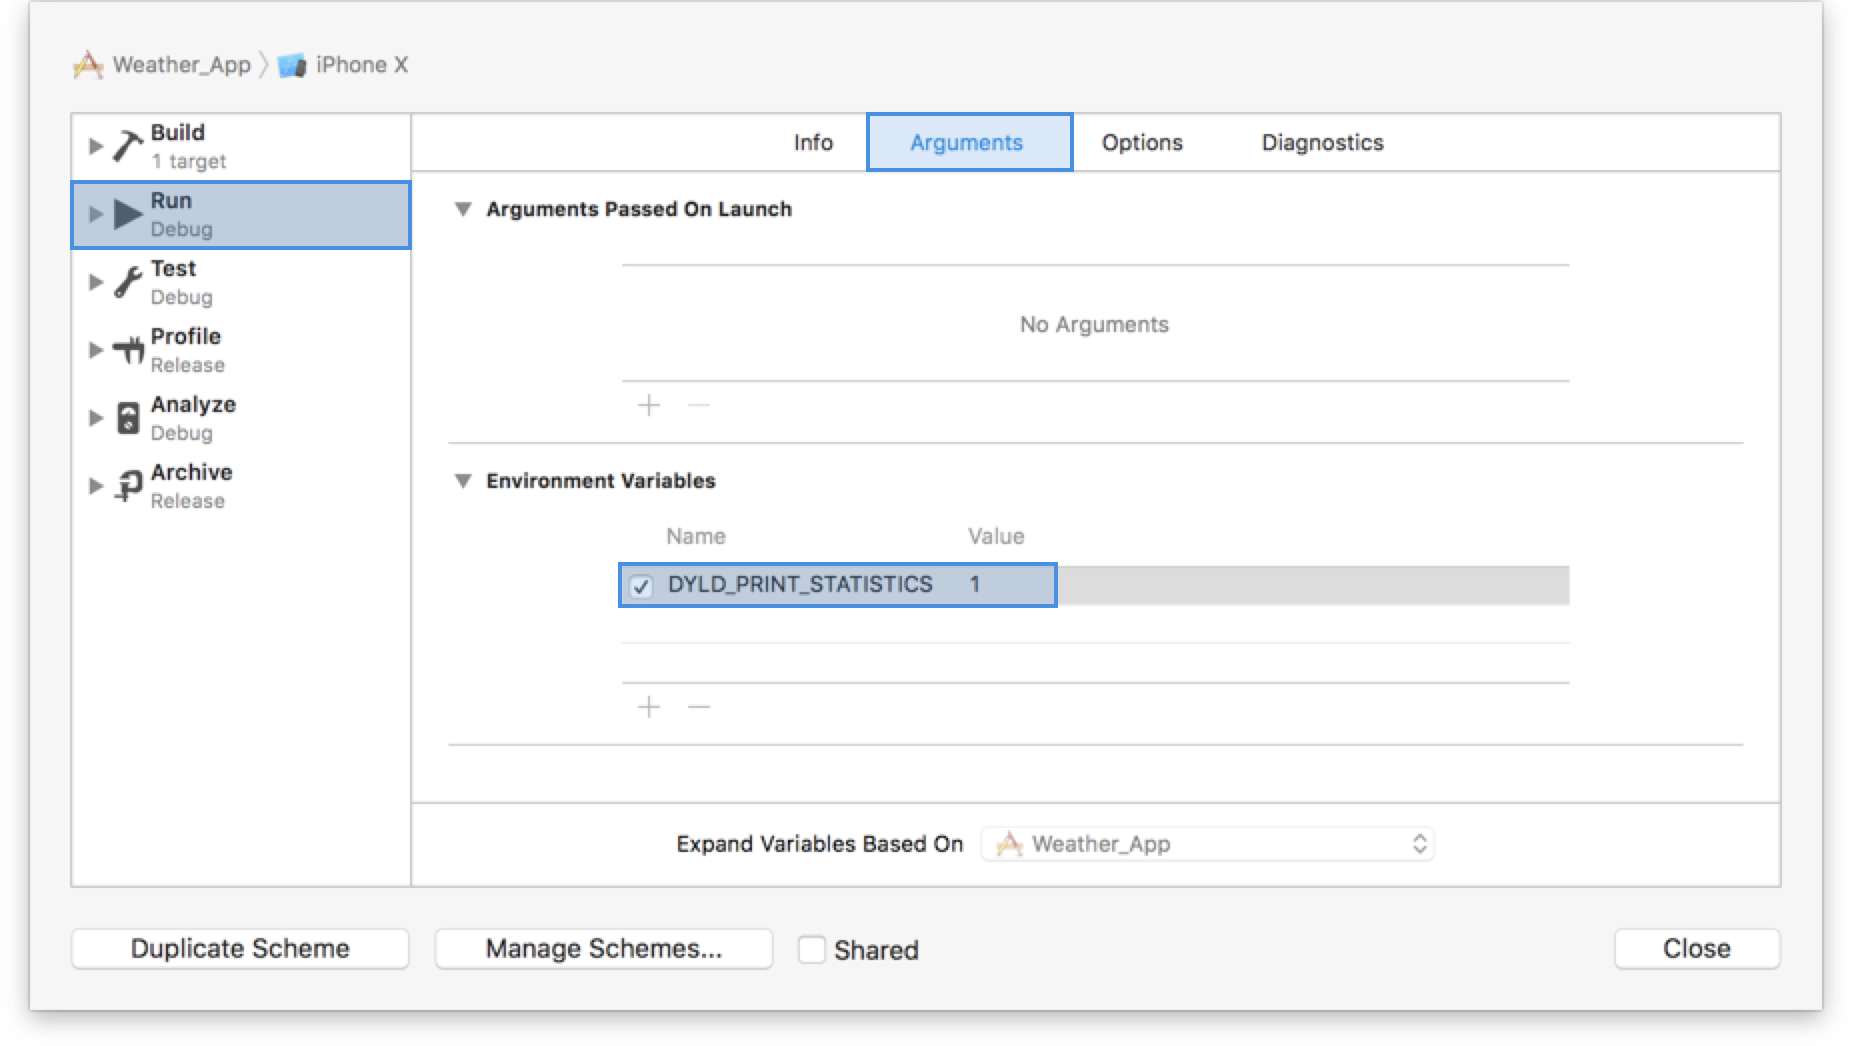 Weather_App 〉 iPhone X
Build
1 target
Run
Debug
Test
Debug
Profile
Release
Analyze
Debug
Archive
Release
Info Arguments Options Diagnostics
Arguments Passed On Launch
No Arguments
Environment Variables
Name Value
DYLD_PRINT_STATISTICS 1
Expand Variables Based On Weather_App
Duplicate Scheme Manage Schemes... Shared Close